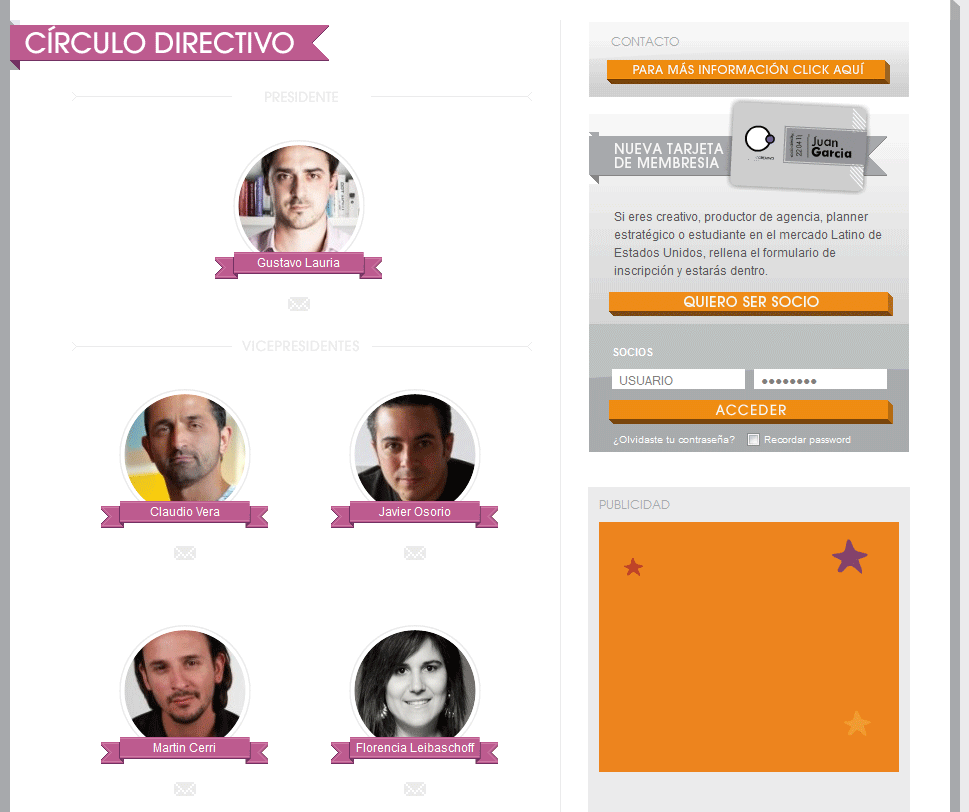 CÍRCULO DIRECTIVO
PRESIDENTE
Gustavo Lauria
VICEPRESIDENTES
Claudio Vera
Javier Osorio
Martin Cerri
Florencia Leibaschoff
CONTACTO
PARA MÁS INFORMACIÓN CLICK AQUÍ
NUEVA TARJETA
DE MEMBRESIA
Juan
Garcia
Si eres creativo, productor de agencia, planner
estratégico o estudiante en el mercado Latino de
Estados Unidos, rellena el formulario de
inscripción y estarás dentro.
QUIERO SER SOCIO
SOCIOS
USUARIO
●●●●●●●●
ACCEDER
¿Olvidaste tu contraseña?
Recordar password
PUBLICIDAD